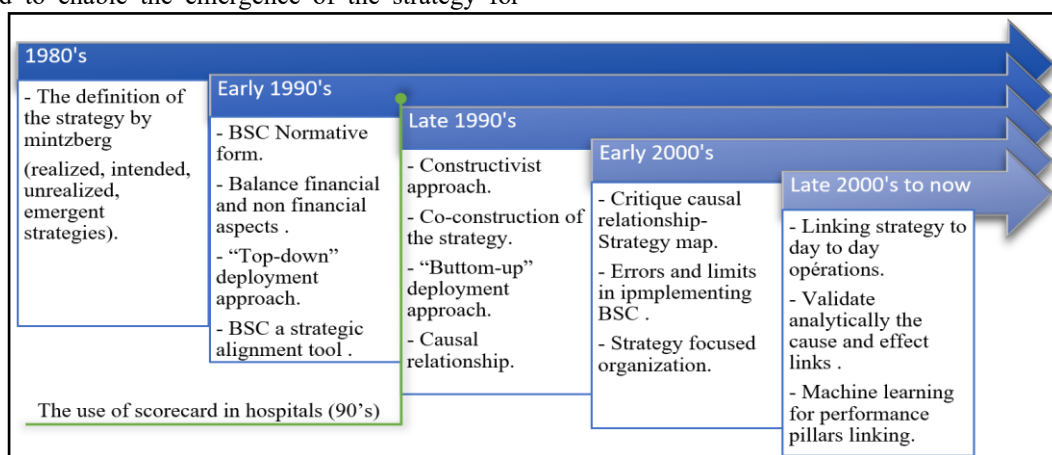 d to enable the emergence of the strategy for
1980's
- The definition of
the strategy by
mintzberg
(realized, intended,
unrealized,
emergent
strategies).
Early 1990's
- BSC Normative
form.
- Balance financial
and non financial
aspects .
- “Top-down”
deployment
approach.
- BSC a strategic
alignment tool .
Late 1990's
- Constructivist
approach.
- Co-construction of
the strategy.
- “Buttom-up”
deployment
approach.
- Causal
relationship.
Early 2000's
- Critique causal
relationship-
Strategy map.
- Errors and limits
in ipmplementing
BSC .
- Strategy focused
organization.
Late 2000's to now
- Linking strategy to
day to day
opérations.
- Validate
analytically the
cause and effect
links .
- Machine learning
for performance
pillars linking.
The use of scorecard in hospitals (90’s)